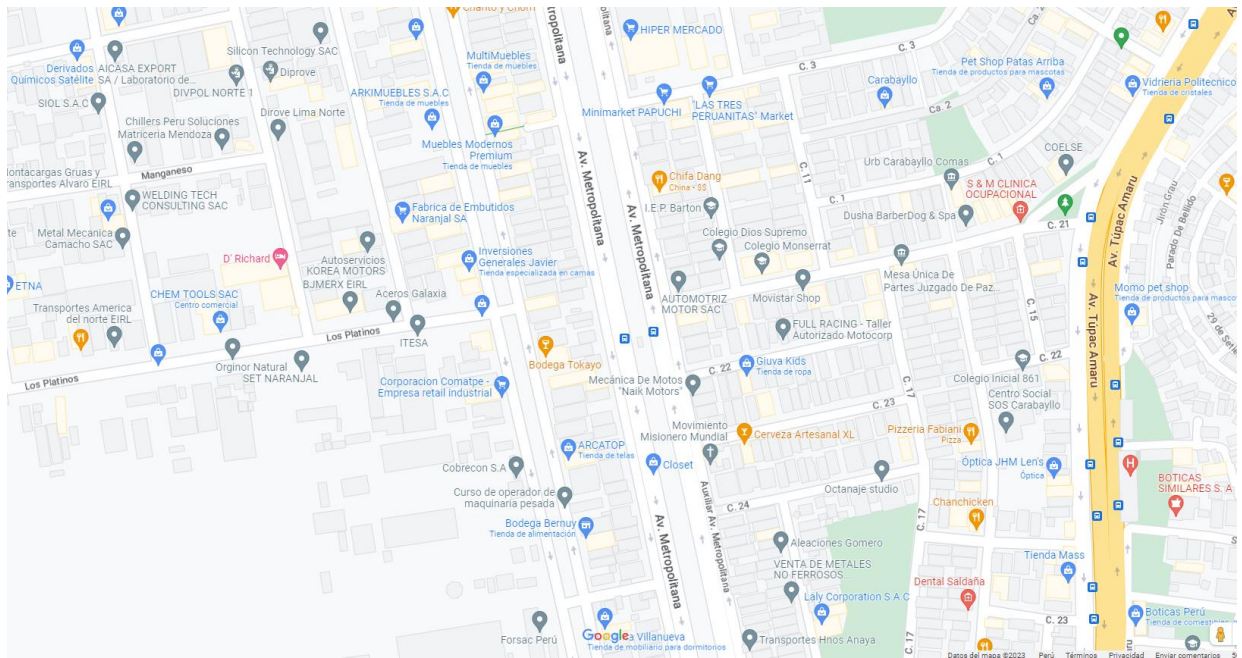 Chanto y Chom
Metropolitana
Av. Metropolitana
HIPER MERCADO
Ca. 2
C. 3
C. 3
Derivados
Químicos Satélite
AICASA EXPORT
SA / Laboratorio de...
Silicon Technology SAC
Diprove
DIVPOL NORTE 1
SIOL S.A.C
MultiMuebles
Tienda de muebles
ARKIMUEBLES S.A.C
Tienda de muebles
Minimarket PAPUCHI
"LAS TRES
PERUANITAS" Market
Carabayllo
Ca. 2
Pet Shop Patas Arriba
Tienda de productos para mascotas
Vidrieria Politecnico
Tienda de cristales
Chillers Peru Soluciones
Matriceria Mendoza
Dirove Lima Norte
Muebles Modernos
Premium
Tienda de muebles
Av. Metropolitana
COELSE
Urb Carabayllo Comas
C. 1
Manganeso
ontacargas Gruas y
ransportes Alvaro EIRL
WELDING TECH
CONSULTING SAC
Chifa Dang
China • $$
C. 11
C. 1
S & M CLINICA
OCUPACIONAL
I.E.P. Barton
Dusha BarberDog & Spa
C. 21
Jirón Grau
Parado De Bellido
Av. Túpac Amaru
Fabrica de Embutidos
Naranjal SA
Metal Mecanica
Camacho SAC
Av. Metropolitana
Colegio Dios Supremo
Colegio Monserrat
D' Richard
Autoservicios
KOREA MOTORS
BJMERX EIRL
Inversiones
Generales Javier
Tienda especializada en camas
ETNA
CHEM TOOLS SAC
Centro comercial
Aceros Galaxia
AUTOMOTRIZ
MOTOR SAC
Movistar Shop
Mesa Única De
Partes Juzgado De Paz...
C. 15
Momo pet shop
Tienda de productos para mascotas
29 de Setie
Transportes America
del norte EIRL
ITESA
Los Platinos
FULL RACING - Taller
Autorizado Motocorp
Av. Túpac Amaru
Orginor Natural
SET NARANJAL
Los Platinos
Bodega Tokayo
Giuva Kids
Tienda de ropa
C. 22
C. 22
Corporacion Comatpe -
Empresa retail industrial
Mecánica De Motos
"Naik Motors"
C. 17
Colegio Inicial 861
Centro Social
SOS Carabayllo
C. 23
Movimiento
Misionero Mundial
Cerveza Artesanal XL
Pizzeria Fabiani
Pizza
ARCATOP
Tienda de telas
Closet
Cobrecon S.A
Óptica JHM Len's
Óptica
BOTICAS
SIMILARES S. A
Curso de operador de
maquinaria pesada
Auxiliar Av. Metropolitana
Octanaje studio
Chanchicken
C. 24
C. 17
Bodega Bernuy
Tienda de alimentación
Av. Metropolitana
Aleaciones Gomero
VENTA DE METALES
NO FERROSOS...
Tienda Mass
Dental Saldaña
Laly Corporation S.A.C
C. 17
C. 23
Boticas Perú
Forsac Perú
Google
a Villanueva
Tienda de mobiliario para dormitorios
Transportes Hnos Anaya
Datos del mapa ©2023 Perú Términos Privacidad Enviar comentarios